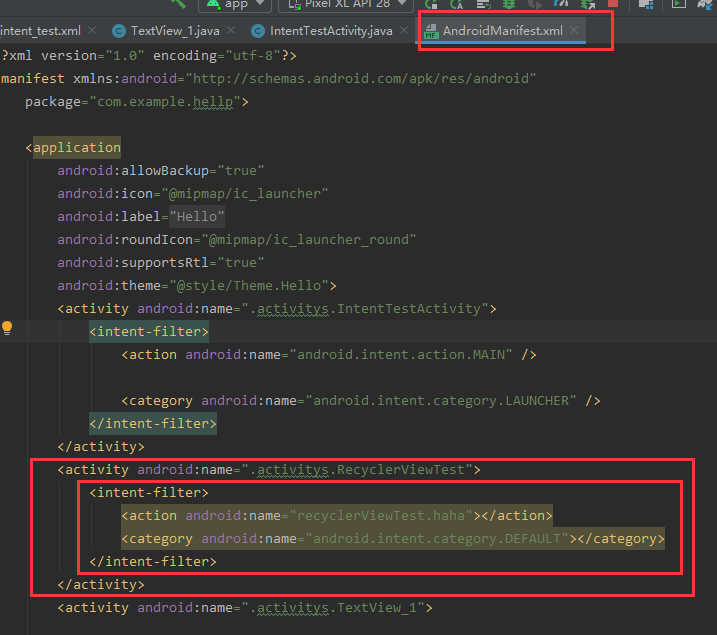 app
Pixel XL API 28
intent_test.xml
TextView_1.java
IntentTestActivity.java
AndroidManifest.xml
?xml version="1.0" encoding="utf-8"?>
manifest xmlns:android="http://schemas.android.com/apk/res/android"
package="com.example.hellp">
<application
android:allowBackup="true"
android:icon="@mipmap/ic_launcher"
android:label="Hello"
android:roundIcon="@mipmap/ic_launcher_round"
android:supportsRtl="true"
android:theme="@style/Theme.Hello">
<activity android:name=".activitys.IntentTestActivity">
<intent-filter>
<action android:name="android.intent.action.MAIN" />
<category android:name="android.intent.category.LAUNCHER" />
</intent-filter>
</activity>
<activity android:name=".activitys.RecyclerViewTest">
<intent-filter>
<action android:name="recyclerViewTest.haha"></action>
<category android:name="android.intent.category.DEFAULT"></category>
</intent-filter>
</activity>
<activity android:name=".activitys.TextView_1">